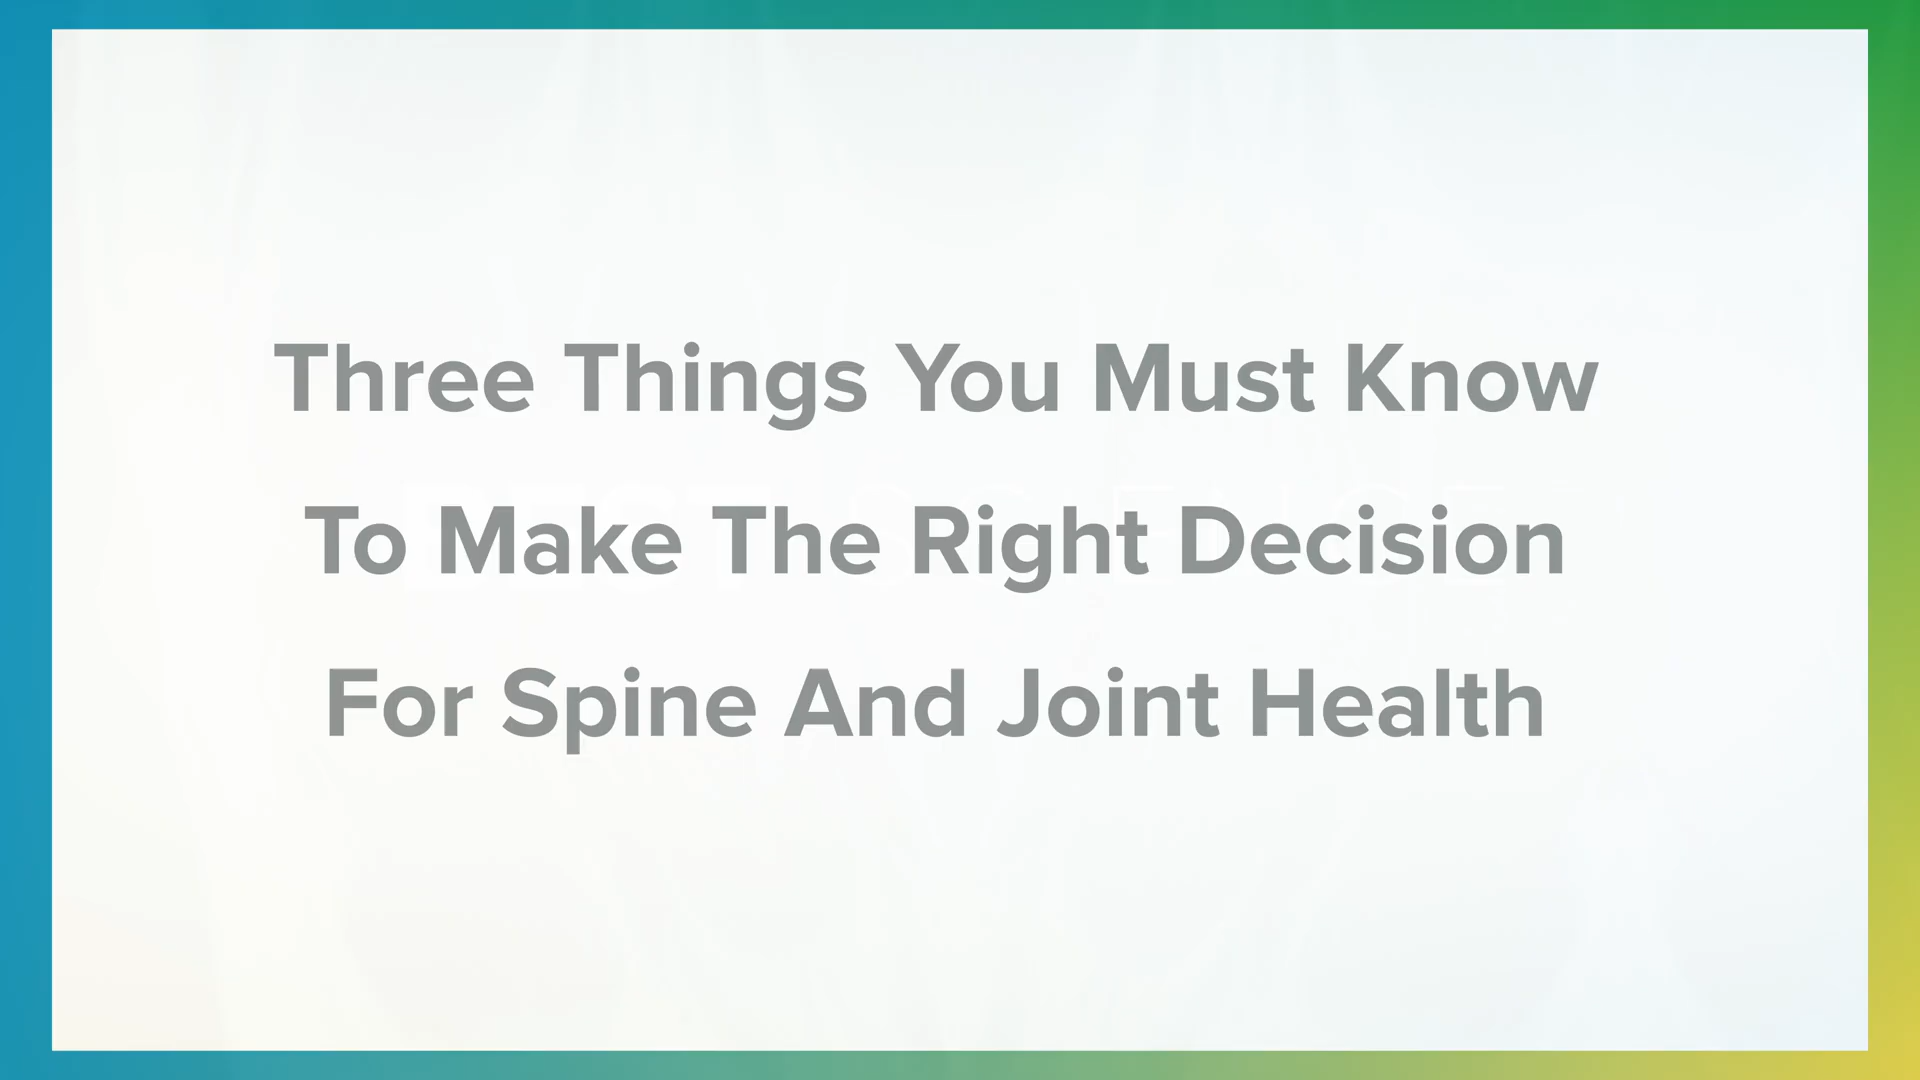 Three Things You Must Know
To Make The Right Decision
For Spine And Joint Health